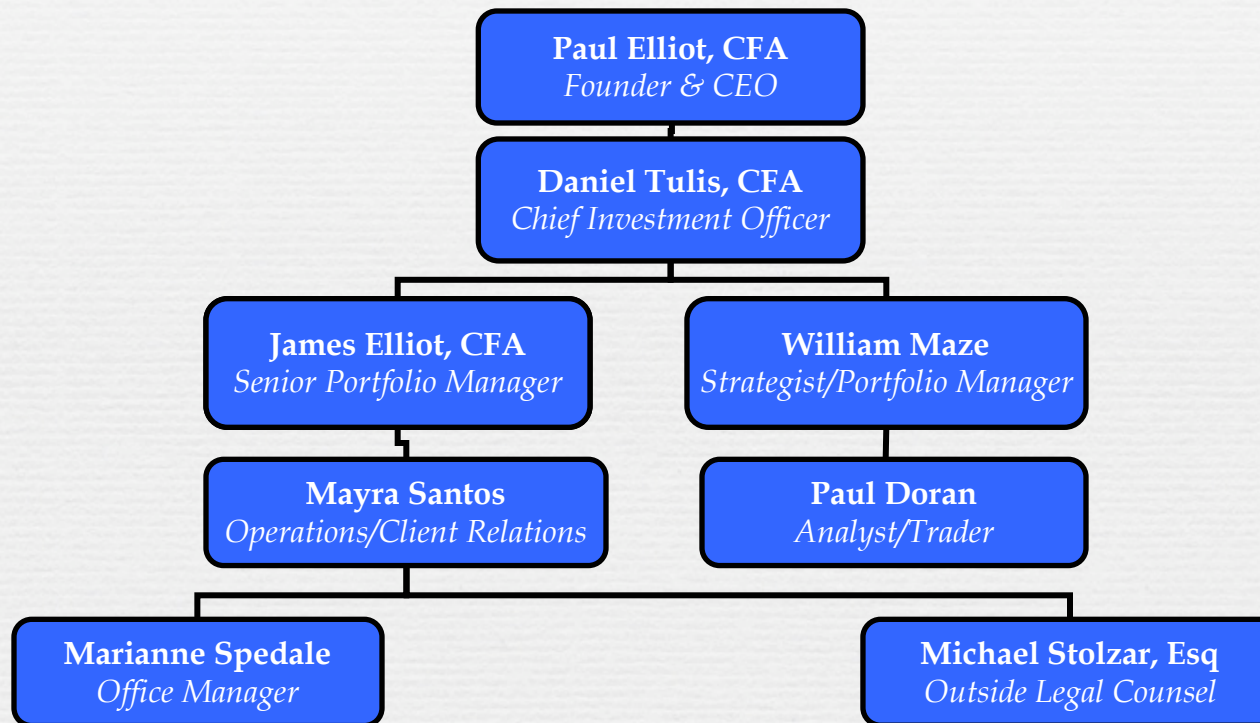 Paul Elliot, CFA
Founder & CEO
Daniel Tulis, CFA
Chief Investment Officer
James Elliot, CFA
Senior Portfolio Manager
William Maze
Strategist/Portfolio Manager
Mayra Santos
Operations/Client Relations
Paul Doran
Analyst/Trader
Marianne Spedale
Office Manager
Michael Stolzar, Esq
Outside Legal Counsel